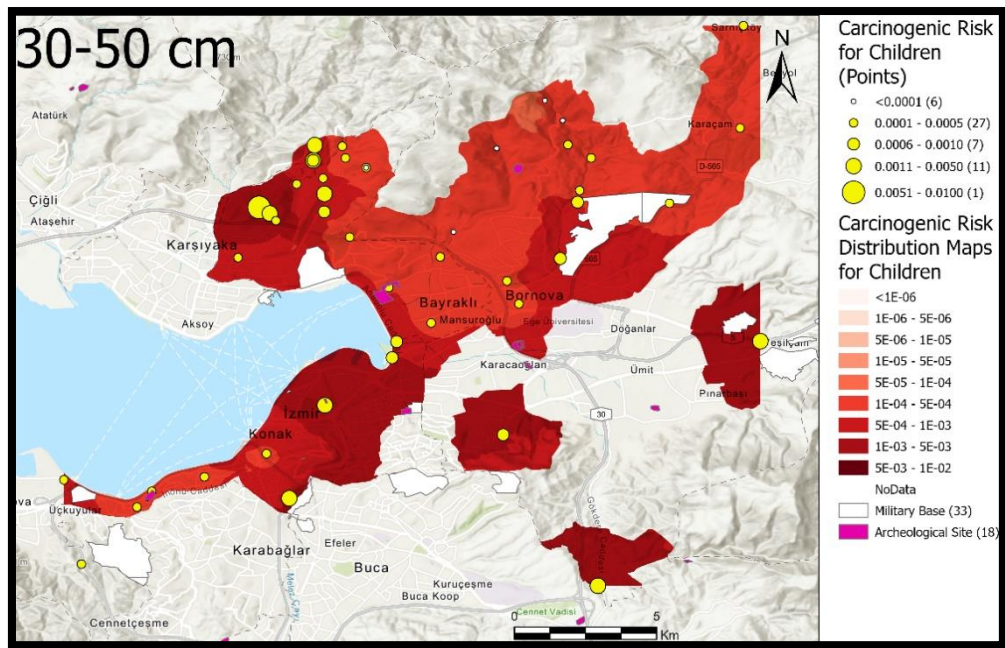 30-50 cm
Sarnıçköy
N
Atatürk
Karaçam
D-565
Çiğli
Ataşehir
Karşıyaka
Bayraklı
Bornova
Mansuroğlu
Ege Üniversitesi
Doğanlar
Aksoy
Karacaoğlan
Ümit
Pınarbaşı
İzmir
30
Konak
Üçkuyular
Karabağlar
Efeler
Buca
Kuruçeşme
Buca Koop
Cennet Vadisi
Cennetçeşme
Meles Çayı
0
5
Km
Carcinogenic Risk
for Children
(Points)
<0.0001 (6)
0.0001 - 0.0005 (27)
0.0006 - 0.0010 (7)
0.0011 - 0.0050 (11)
0.0051 - 0.0100 (1)
Carcinogenic Risk
Distribution Maps
for Children
<1E-06
1E-06 - 5E-06
5E-06 - 1E-05
1E-05 - 5E-05
5E-05 - 1E-04
1E-04 - 5E-04
5E-04 - 1E-03
1E-03 - 5E-03
5E-03 - 1E-02
NoData
Military Base (33)
Archeological Site (18)